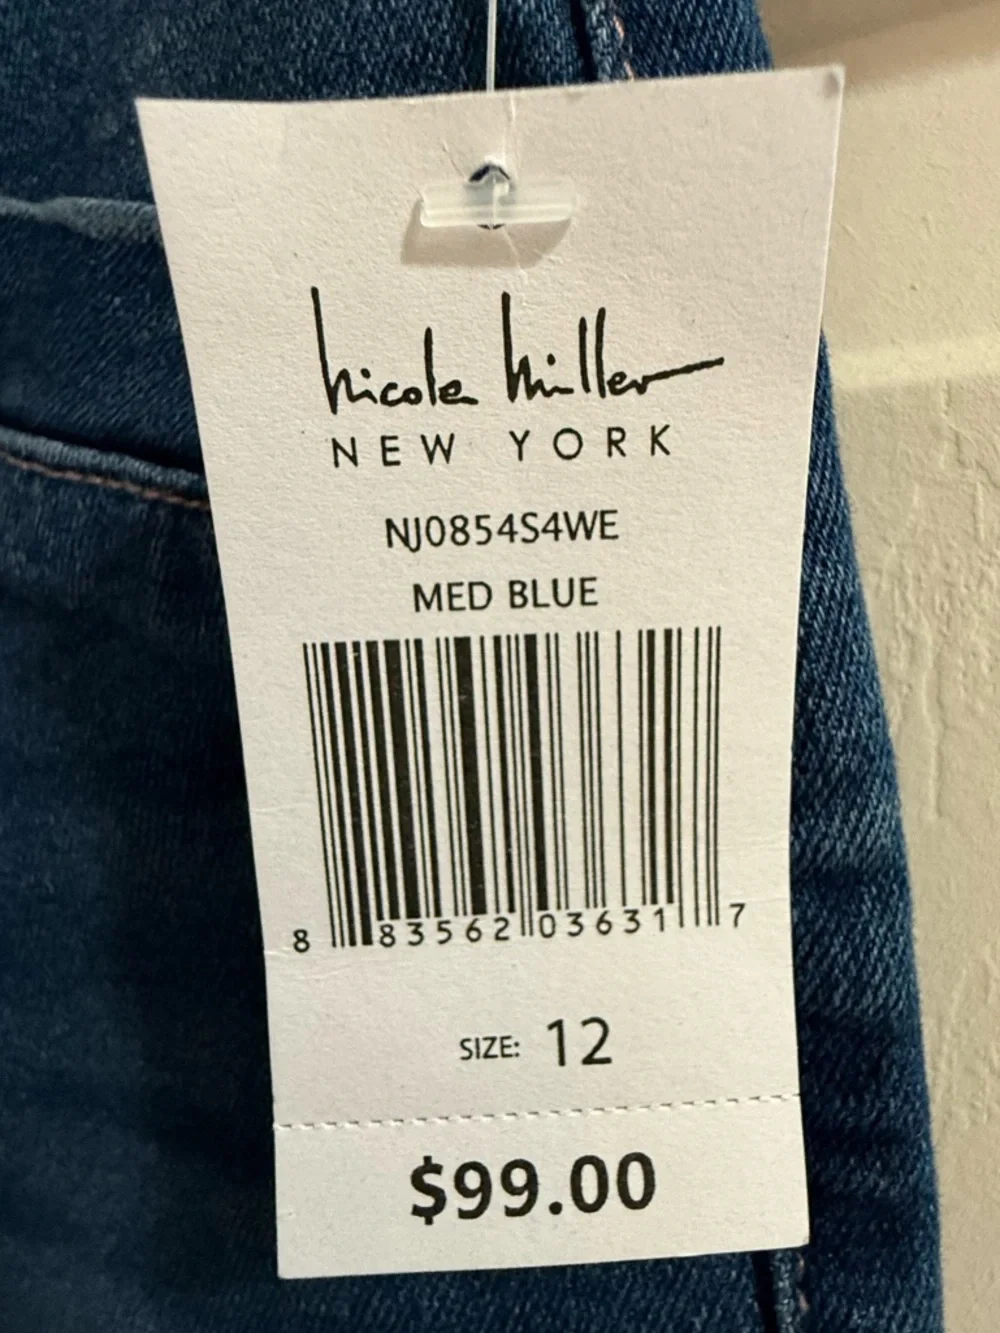 nicole miller
NEW YORK
NJ0854S4WE
MED BLUE
8 83562 03631 7
SIZE: 12
$99.00